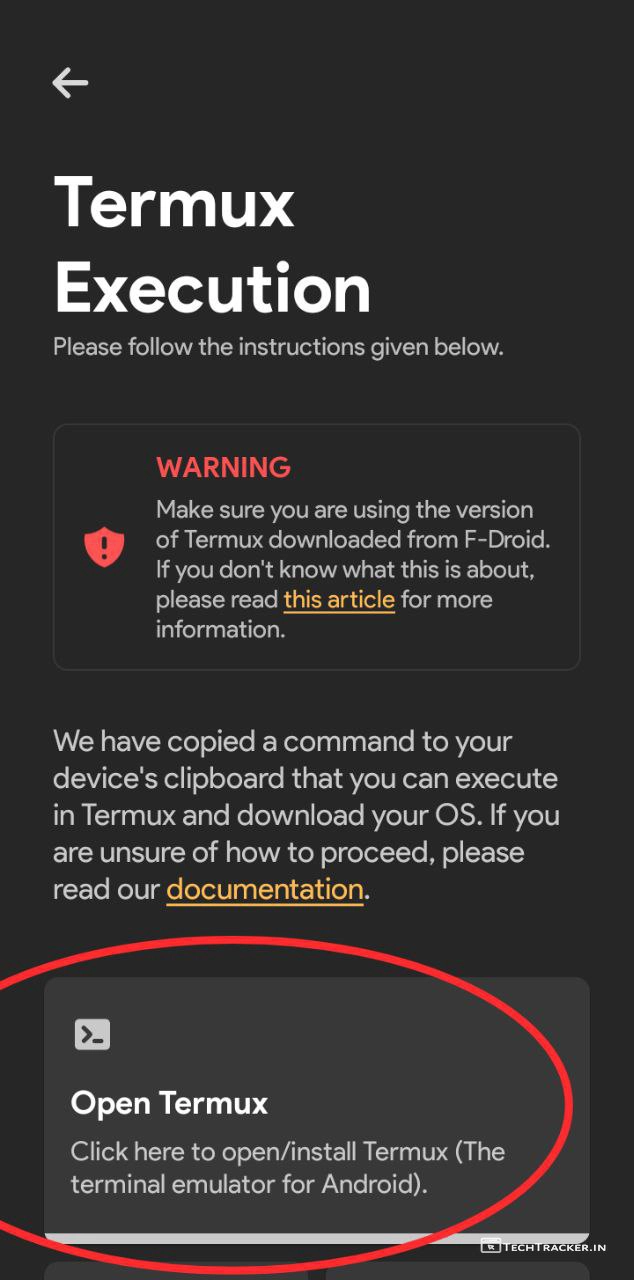 Termux
Execution
Please follow the instructions given below.
WARNING
Make sure you are using the version
of Termux downloaded from F-Droid.
If you don't know what this is about,
please read this article for more
information.
We have copied a command to your
device's clipboard that you can execute
in Termux and download your OS. If you
are unsure of how to proceed, please
read our documentation.
Open Termux
Click here to open/install Termux (The
terminal emulator for Android).
TECHTRACKER.IN